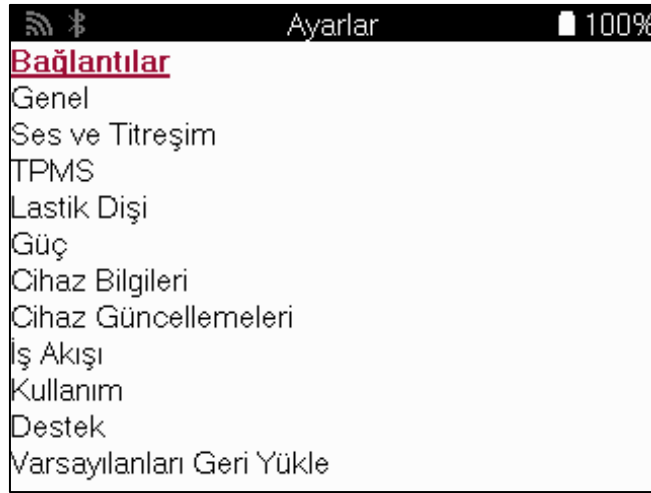 Ayarlar 100%
Bağlantılar
Genel
Ses ve Titreşim
TPMS
Lastik Dişi
Güç
Cihaz Bilgileri
Cihaz Güncellemeleri
İş Akışı
Kullanım
Destek
Varsayılanları Geri Yükle